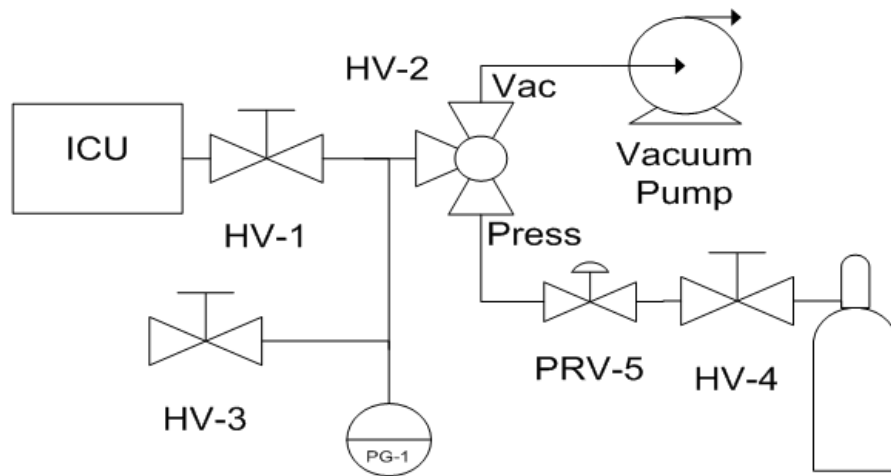 HV-2
Vac
ICU
Vacuum
Pump
HV-1
Press
PRV-5
HV-4
HV-3
PG-1